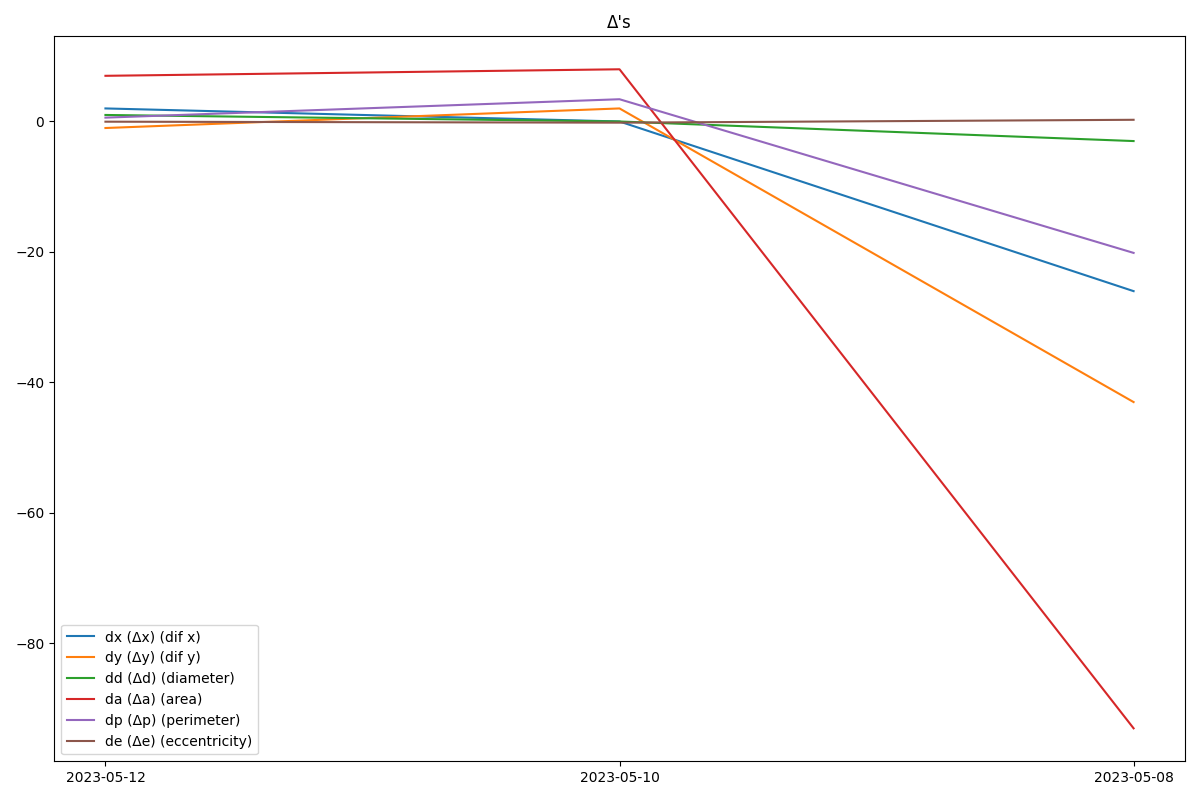 Δ's
0
−20
−40
−60
−80
dx (Δx) (dif x)
dy (Δy) (dif y)
dd (Δd) (diameter)
da (Δa) (area)
dp (Δp) (perimeter)
de (Δe) (eccentricity)
2023-05-12 2023-05-10 2023-05-08